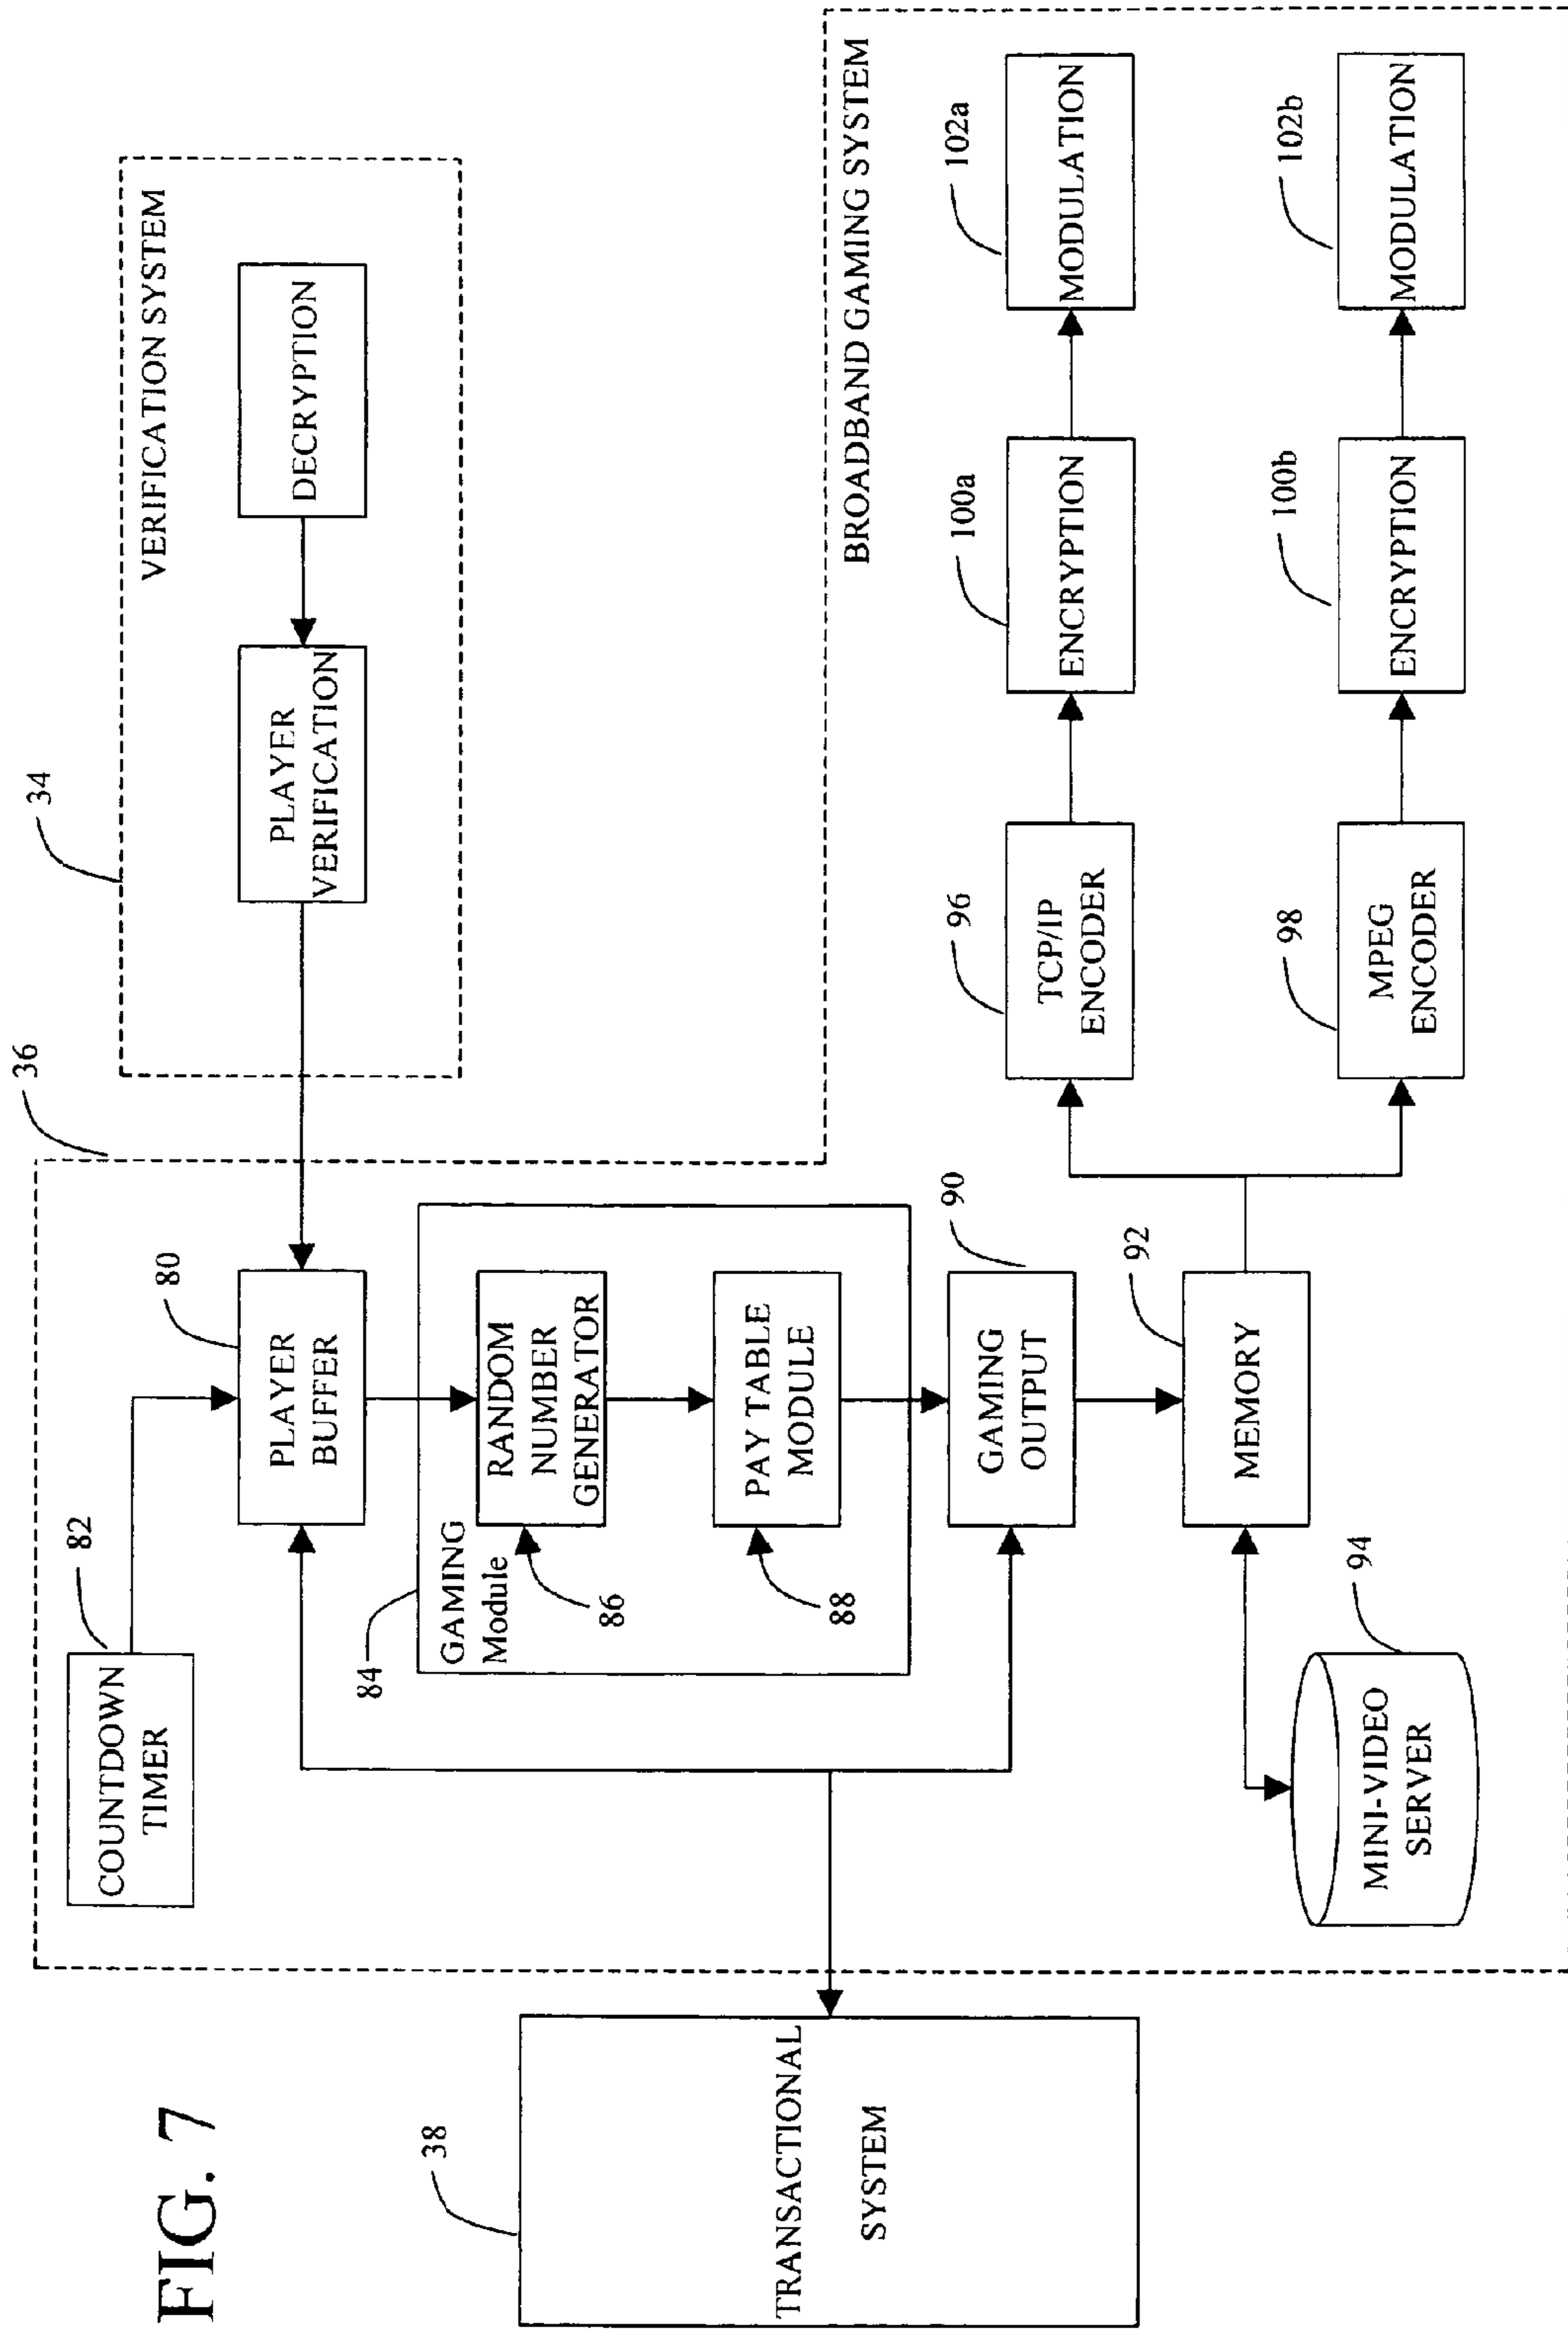 FIG. 7
38
TRANSACTIONAL
SYSTEM
82
COUNTDOWN
TIMER
36
34
VERIFICATION SYSTEM
80
PLAYER
BUFFER
PLAYER
VERIFICATION
DECRYPTION
84
GAMING
Module
RANDOM
NUMBER
GENERATOR
86
PAY TABLE
MODULE
88
BROADBAND GAMING SYSTEM
90
GAMING
OUTPUT
96
TCP/IP
ENCODER
100a
ENCRYPTION
102a
MODULATION
92
MEMORY
94
MINI-VIDEO
SERVER
98
MPEG
ENCODER
100b
ENCRYPTION
102b
MODULATION